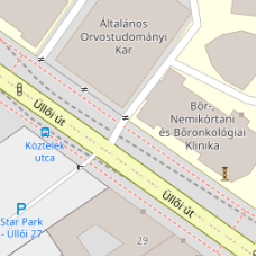 Általános
Orvostudományi
Kar
Bőr-,
Nemikórtani
és Bőronkológiai
Klinika
Üllői út
Köztelek
utca
Üllői út
P
Star Park
- Üllői 27
29